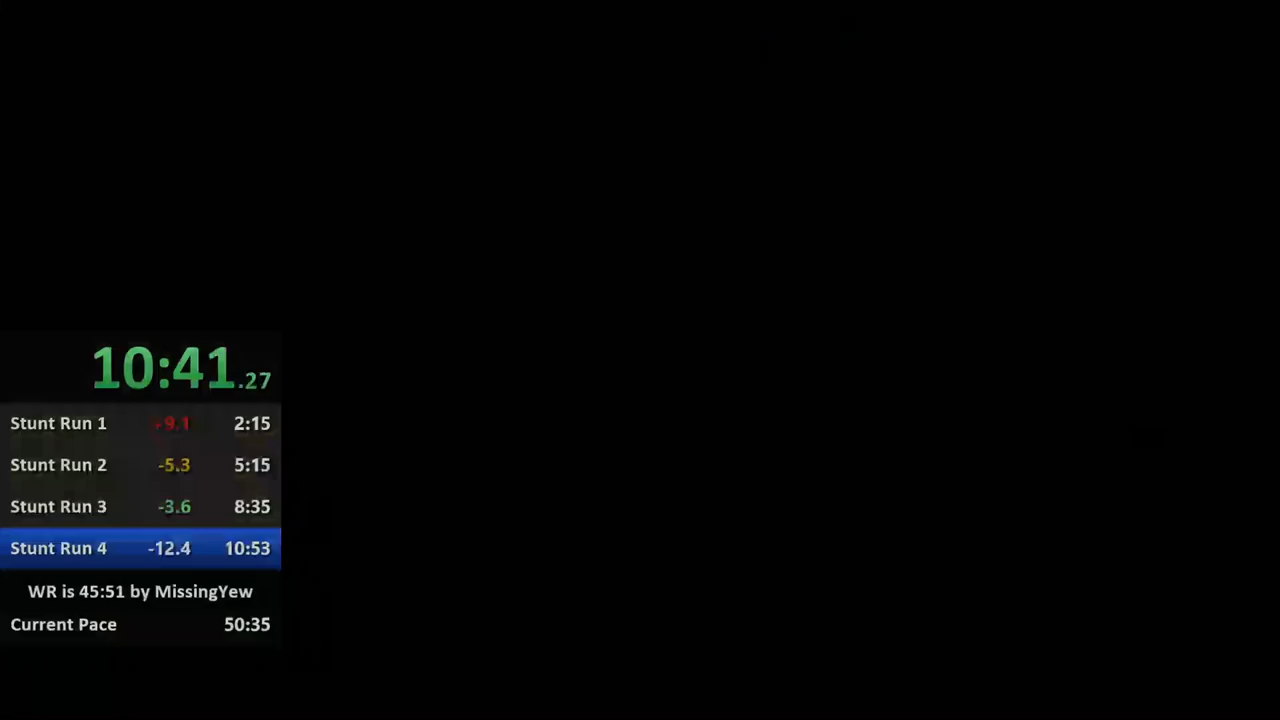 10:41.27
Stunt Run 1 +9.1 2:15
Stunt Run 2 -5.3 5:15
Stunt Run 3 -3.6 8:35
Stunt Run 4 -12.4 10:53
WR is 45:51 by MissingYew
Current Pace 50:35